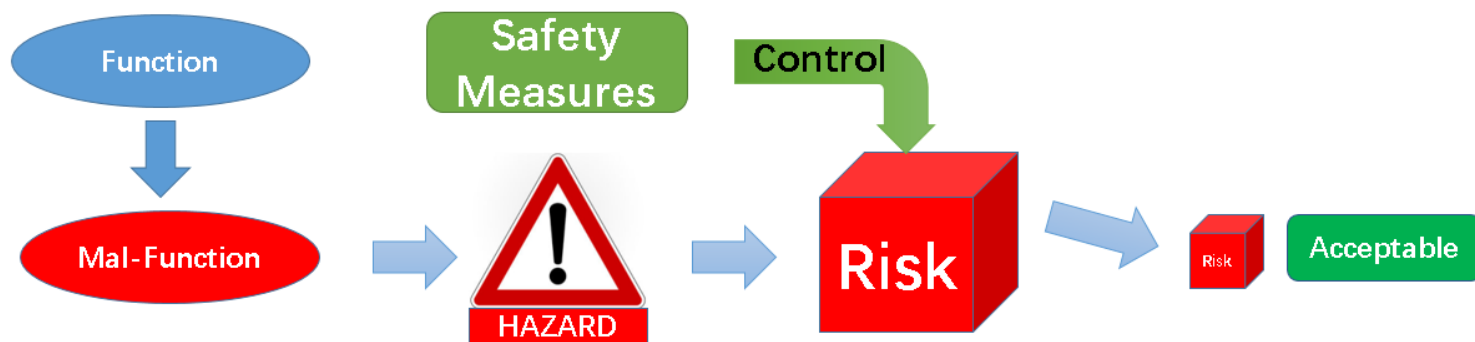 Function
Safety
Measures
Control
Mal-Function
HAZARD
Risk
Risk
Acceptable